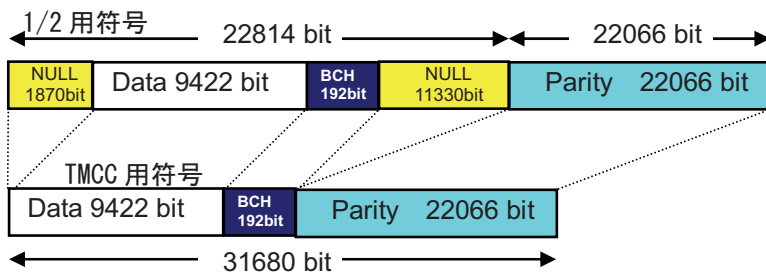 1/2 用符号
22814 bit
22066 bit
NULL
1870bit
Data 9422 bit
BCH
192bit
NULL
11330bit
Parity 22066 bit
TMCC 用符号
Data 9422 bit
BCH
192bit
Parity 22066 bit
31680 bit